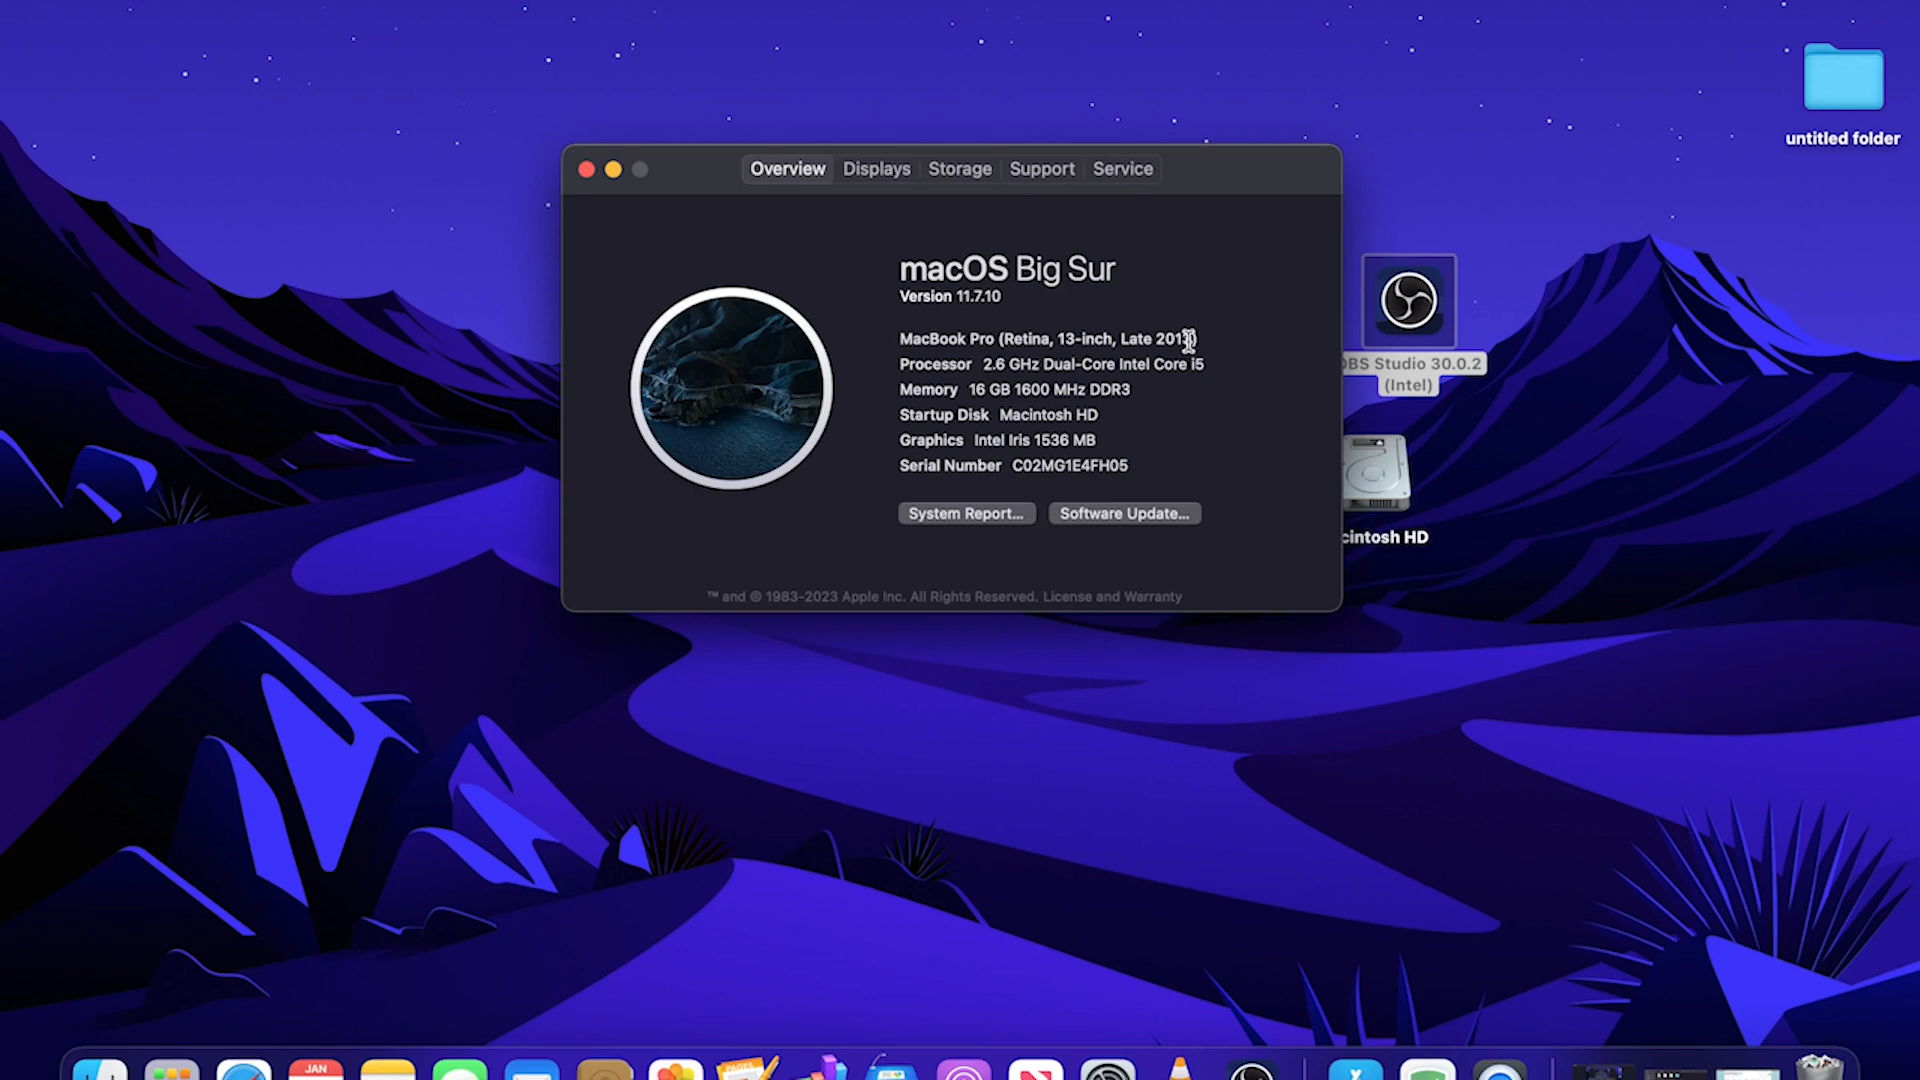 Overview Displays Storage Support Service
untitled folder
macOS Big Sur
Version 11.7.10
MacBook Pro (Retina, 13-inch, Late 2013)
Processor 2.6 GHz Dual-Core Intel Core i5
Memory 16 GB 1600 MHz DDR3
Startup Disk Macintosh HD
Graphics Intel Iris 1536 MB
Serial Number C02MG1E4FH05
System Report... Software Update...
™ and © 1983-2023 Apple Inc. All Rights Reserved. License and Warranty
OBS Studio 30.0.2
(Intel)
cintosh HD
JAN
PAGES